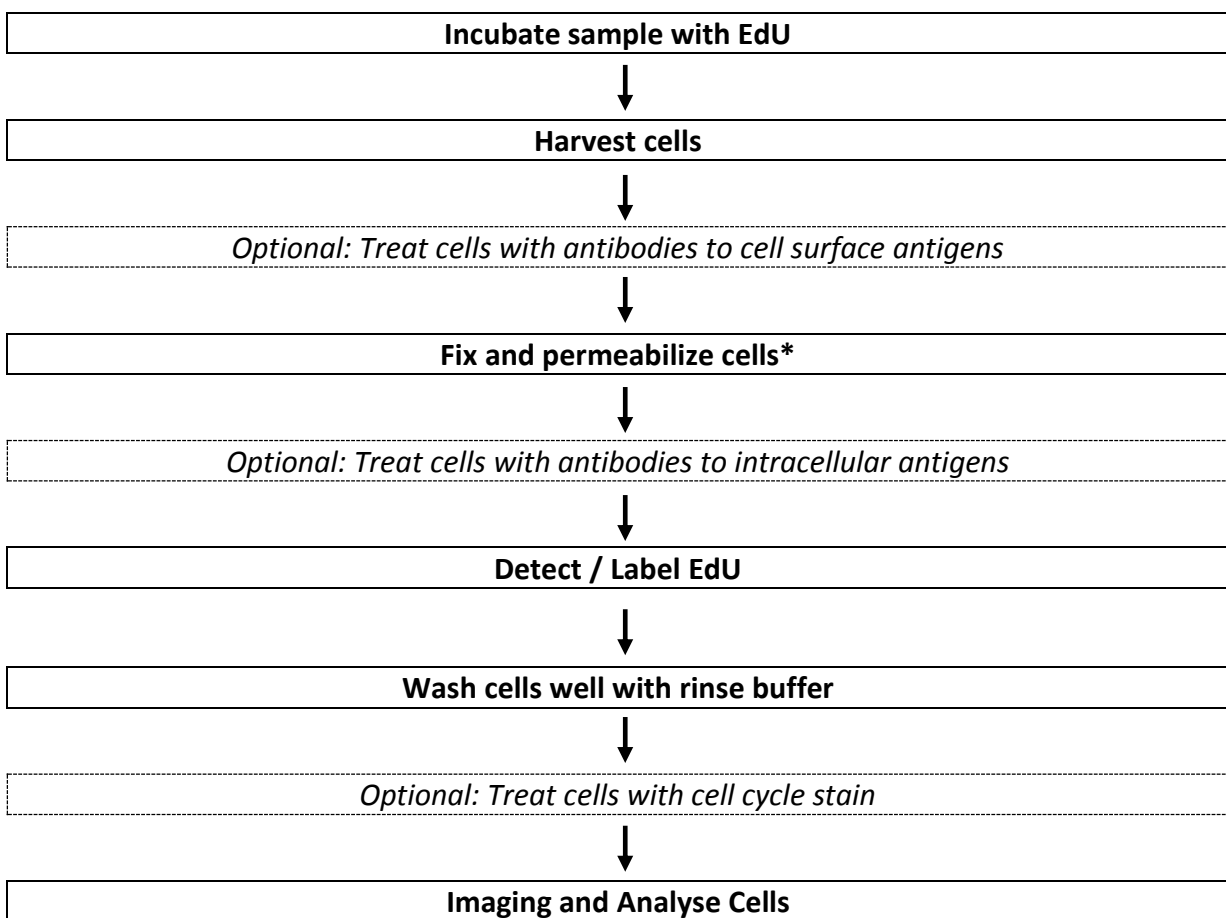 Incubate sample with EdU
Harvest cells
Optional: Treat cells with antibodies to cell surface antigens
Fix and permeabilize cells*
Optional: Treat cells with antibodies to intracellular antigens
Detect / Label EdU
Wash cells well with rinse buffer
Optional: Treat cells with cell cycle stain
Imaging and Analyse Cells